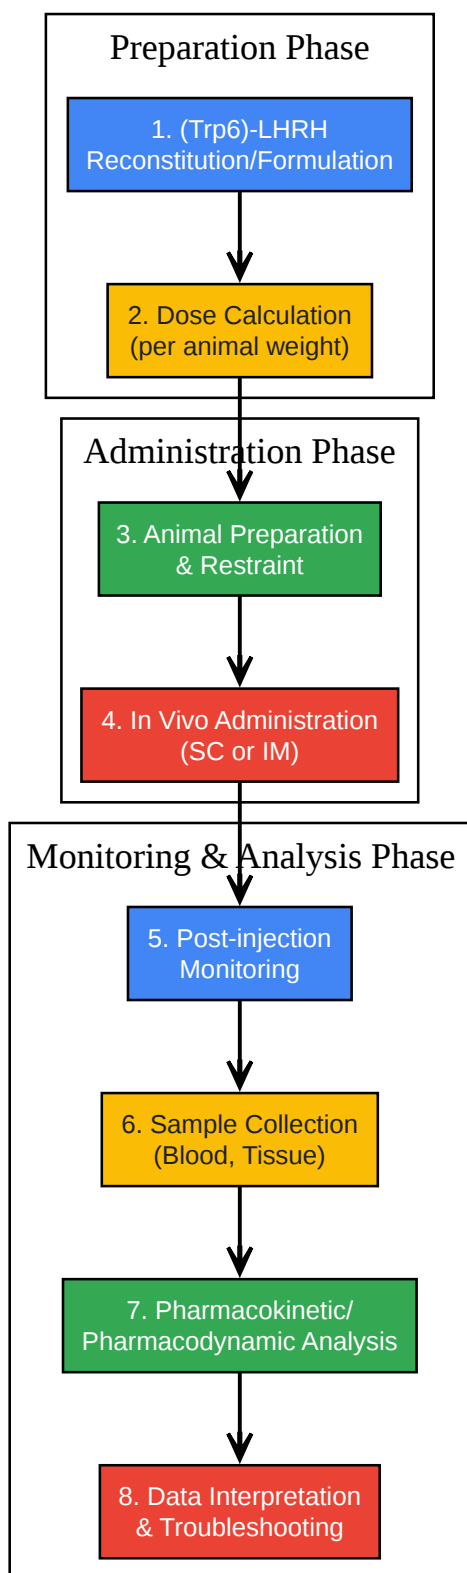 Preparation Phase
1. (Trp6)-LHRH
Reconstitution/Formulation
2. Dose Calculation
(per animal weight)
Administration Phase
3. Animal Preparation
& Restraint
4. In Vivo Administration
(SC or IM)
Monitoring & Analysis Phase
5. Post-injection
Monitoring
6. Sample Collection
(Blood, Tissue)
7. Pharmacokinetic/
Pharmacodynamic Analysis
8. Data Interpretation
& Troubleshooting